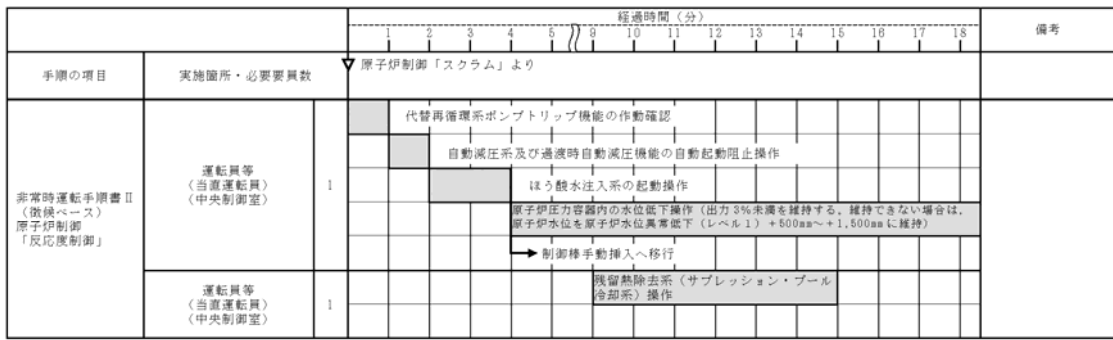 経過時間（分）
備考
1 2 3 4 5 9 10 11 12 13 14 15 16 17 18
手順の項目
実施箇所・必要要員数
原子炉制御「スクラム」より
代替再循環系ポンプトリップ機能の作動確認
自動減圧系及び過渡時自動減圧機能の自動起動阻止操作
非常時運転手順書Ⅱ
（徴候ベース）
原子炉制御
「反応度制御」
運転員等
（当直運転員）
（中央制御室）
1
ほう酸水注入系の起動操作
原子炉圧力容器内の水位低下操作（出力3%未満を維持する。維持できない場合は，
原子炉水位を原子炉水位異常低下（レベル1）＋500mm～＋1,500mmに維持）
制御棒手動挿入へ移行
運転員等
（当直運転員）
（中央制御室）
1
残留熱除去系（サプレッション・プール
冷却系）操作